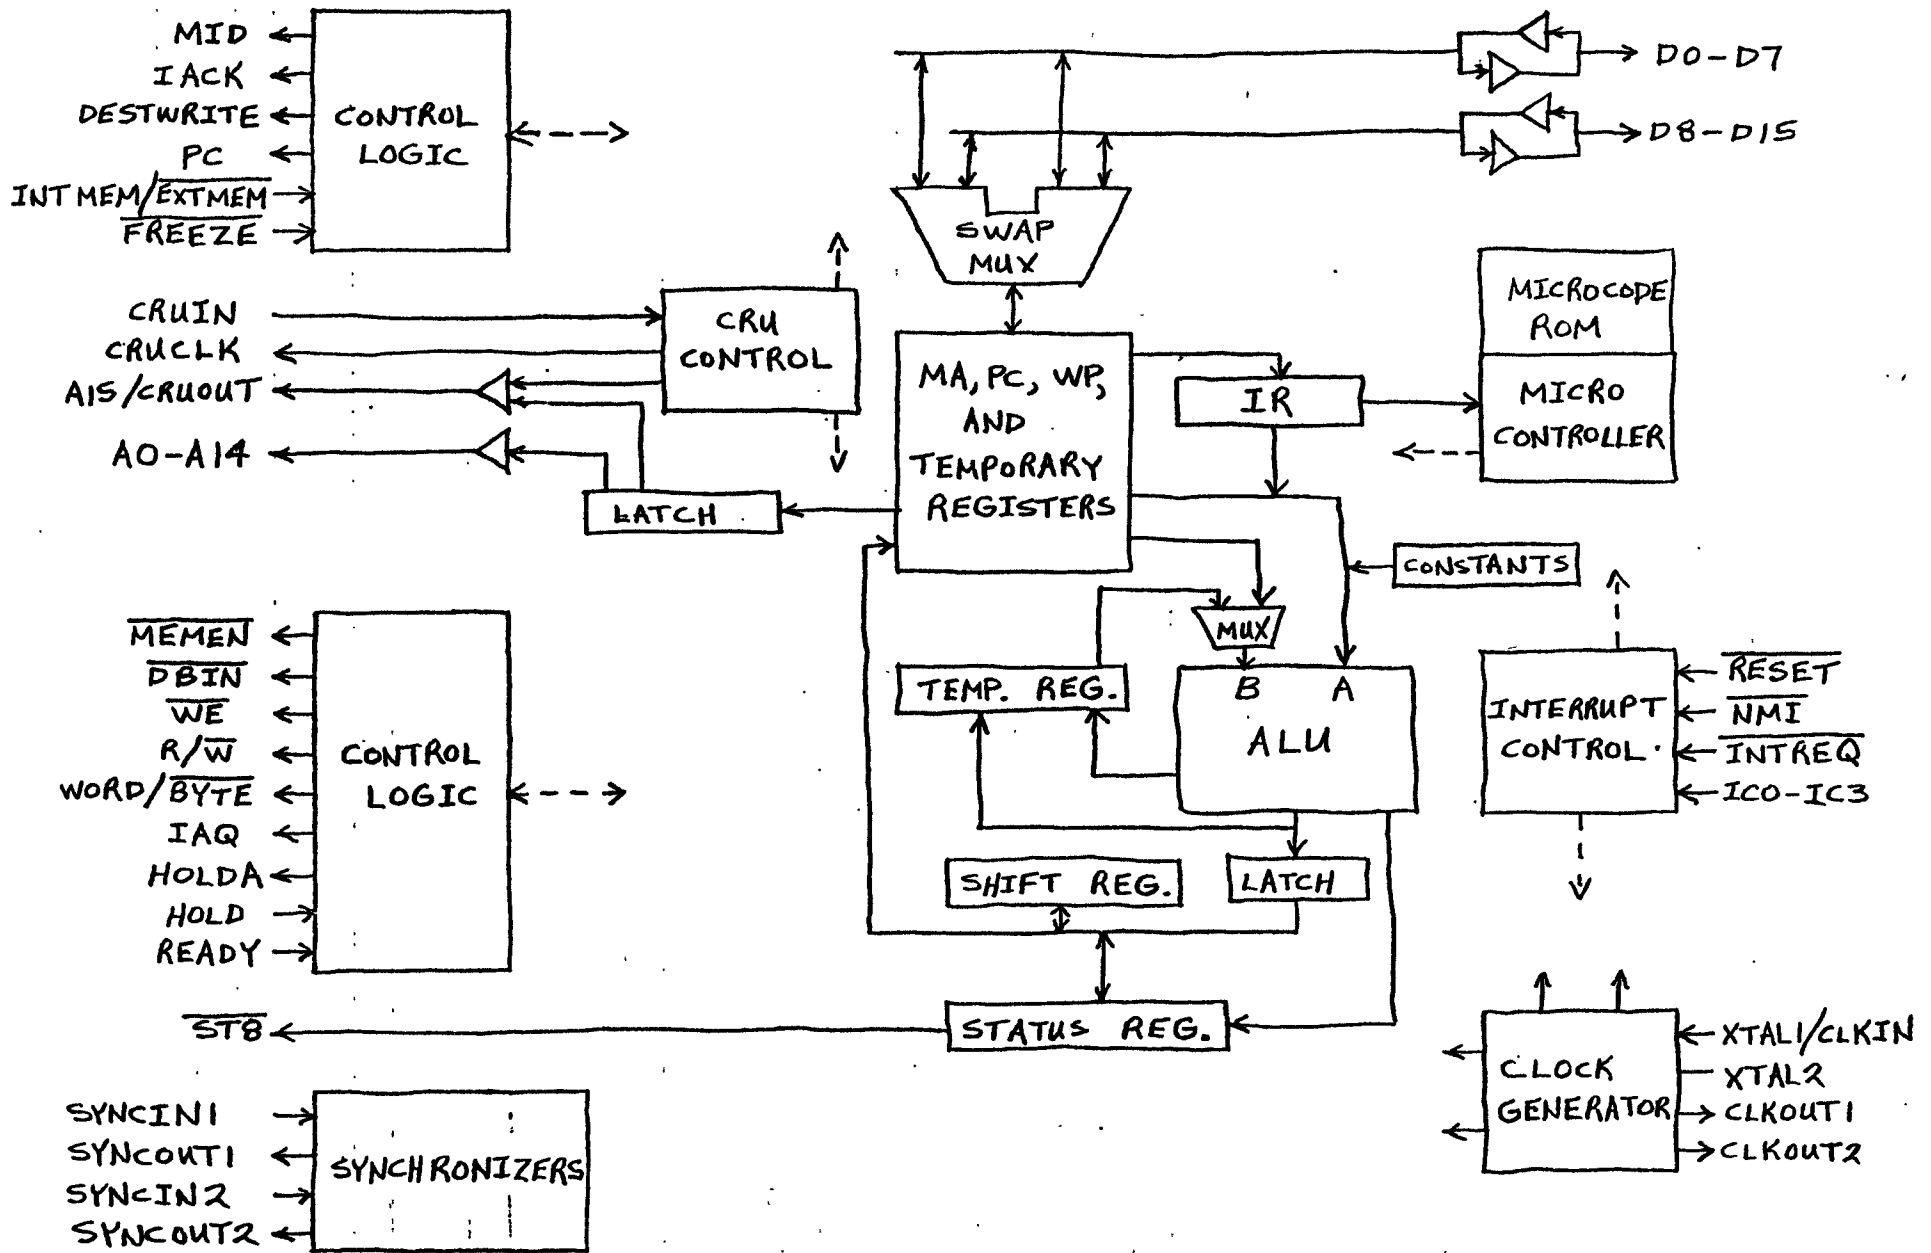 MID
IACK
DESTWRITE
PC
INTMEM/EXTMEM
FREEZE
CONTROL
LOGIC
D0-D7
D8-D15
SWAP
MUX
CRUIN
CRUCLK
A15/CRUOUT
A0-A14
CRU
CONTROL
LATCH
MA, PC, WP,
AND
TEMPORARY
REGISTERS
IR
MICROCODE
ROM
MICRO
CONTROLLER
CONSTANTS
MUX
TEMP. REG.
B A
ALU
SHIFT REG.
LATCH
STATUS REG.
INTERRUPT
CONTROL
RESET
NMI
INTREQ
IC0-IC3
MEMEN
DBIN
WE
R/W
WORD/BYTE
IAQ
HOLDA
HOLD
READY
CONTROL
LOGIC
ST8
SYNCIN1
SYNCOUT1
SYNCIN2
SYNCOUT2
SYNCHRONIZERS
CLOCK
GENERATOR
XTAL1/CLKIN
XTAL2
CLKOUT1
CLKOUT2